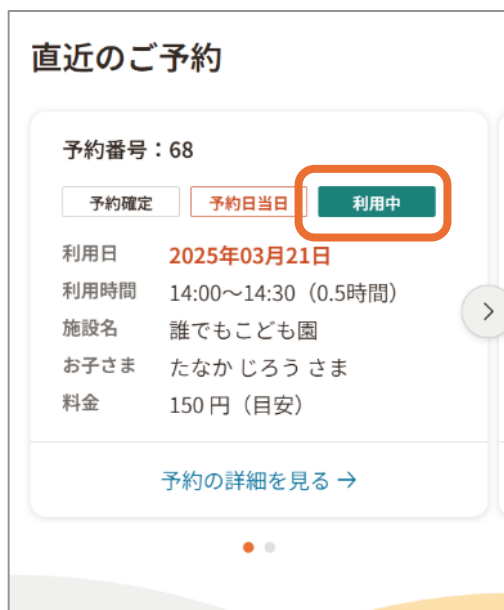 直近のご予約
予約番号：68
予約確定 予約日当日 利用中
利用日 2025年03月21日
利用時間 14:00〜14:30（0.5時間）
施設名 誰でもこども園
お子さま たなか じろう さま
料金 150 円（目安）
予約の詳細を見る →